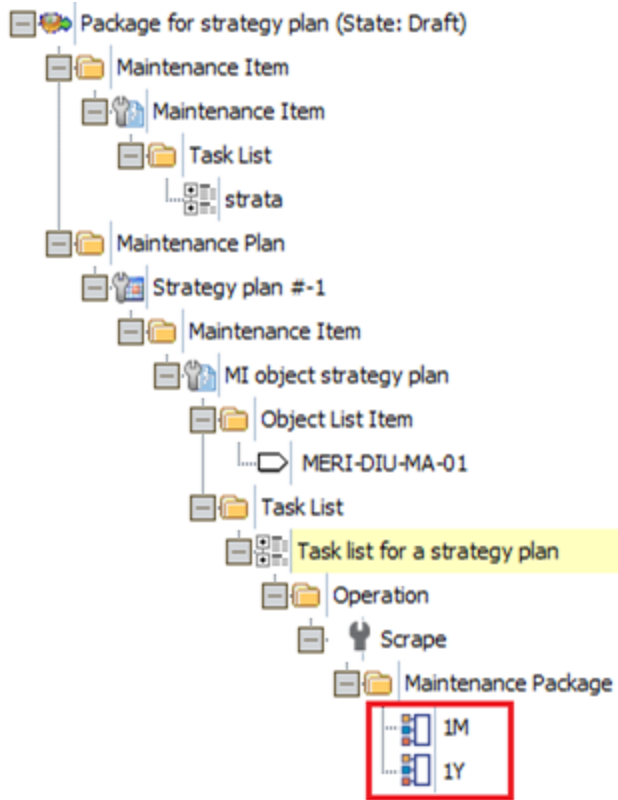 Package for strategy plan (State: Draft)
Maintenance Item
Maintenance Item
Task List
strata
Maintenance Plan
Strategy plan #-1
Maintenance Item
MI object strategy plan
Object List Item
MERI-DIU-MA-01
Task List
Task list for a strategy plan
Operation
Scrape
Maintenance Package
1M
1Y